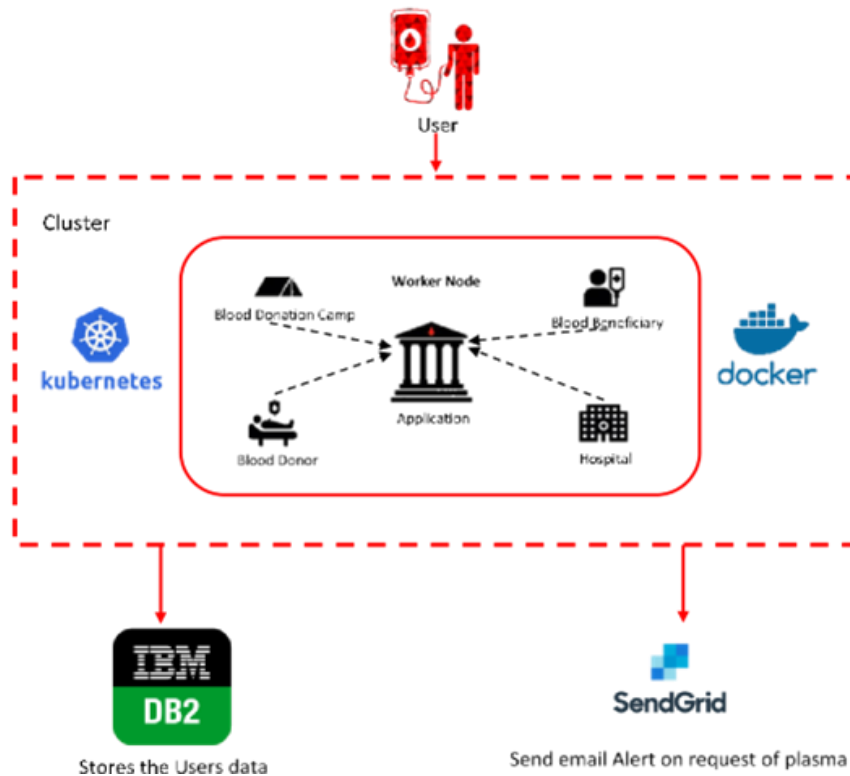 User
Cluster
Worker Node
Blood Donation Camp
Blood Beneficiary
kubernetes
docker
Application
Blood Donor
Hospital
IBM
DB2
SendGrid
Stores the Users data
Send email Alert on request of plasma